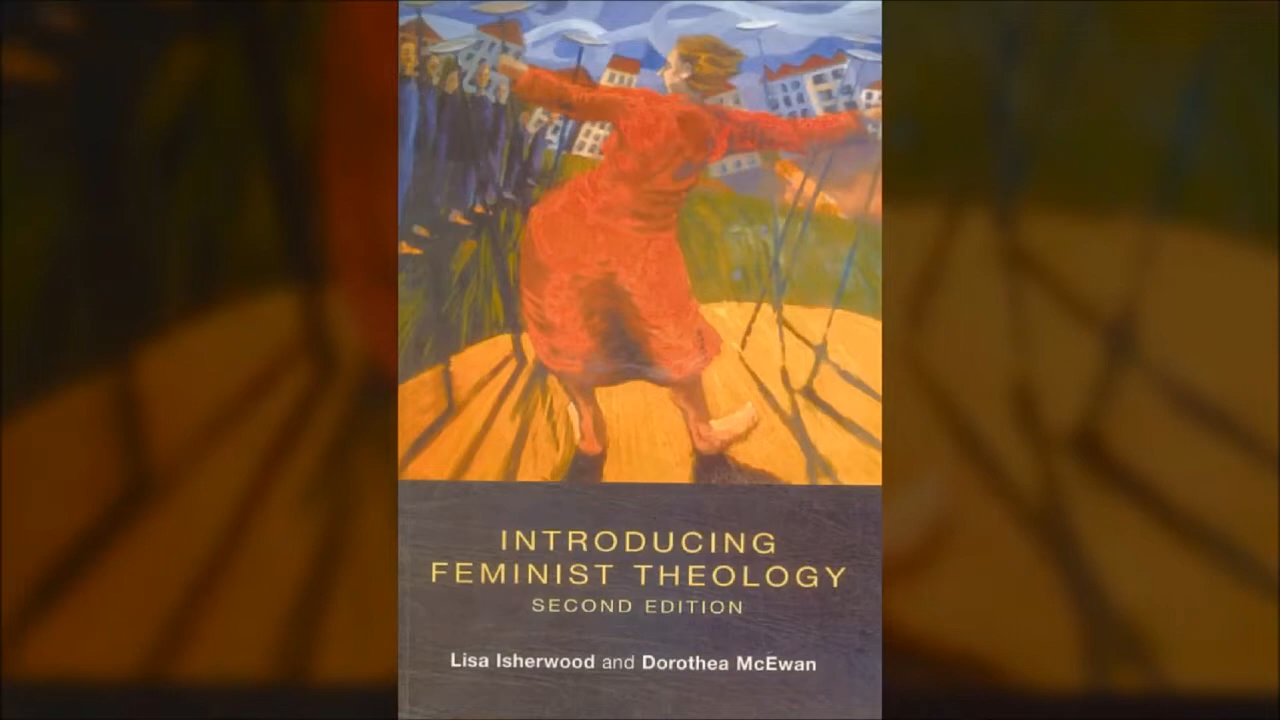 INTRODUCING
FEMINIST THEOLOGY
SECOND EDITION
Lisa Isherwood and Dorothea McEwan